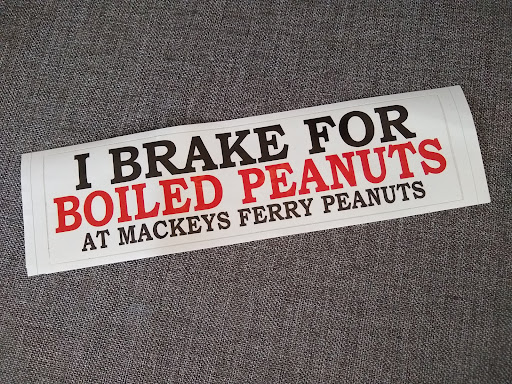 I BRAKE FOR
BOILED PEANUTS
AT MACKEYS FERRY PEANUTS